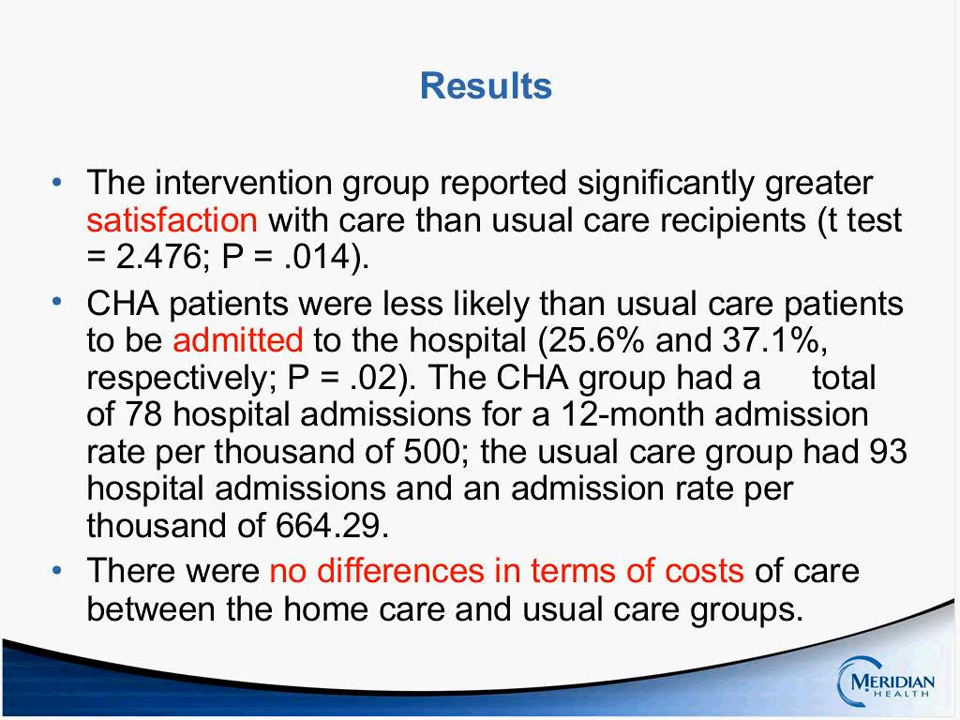 Results
• The intervention group reported significantly greater
satisfaction with care than usual care recipients (t test
= 2.476; P = .014).
• CHA patients were less likely than usual care patients
to be admitted to the hospital (25.6% and 37.1%,
respectively; P = .02). The CHA group had a total
of 78 hospital admissions for a 12-month admission
rate per thousand of 500; the usual care group had 93
hospital admissions and an admission rate per
thousand of 664.29.
• There were no differences in terms of costs of care
between the home care and usual care groups.
MERIDIAN
HEALTH